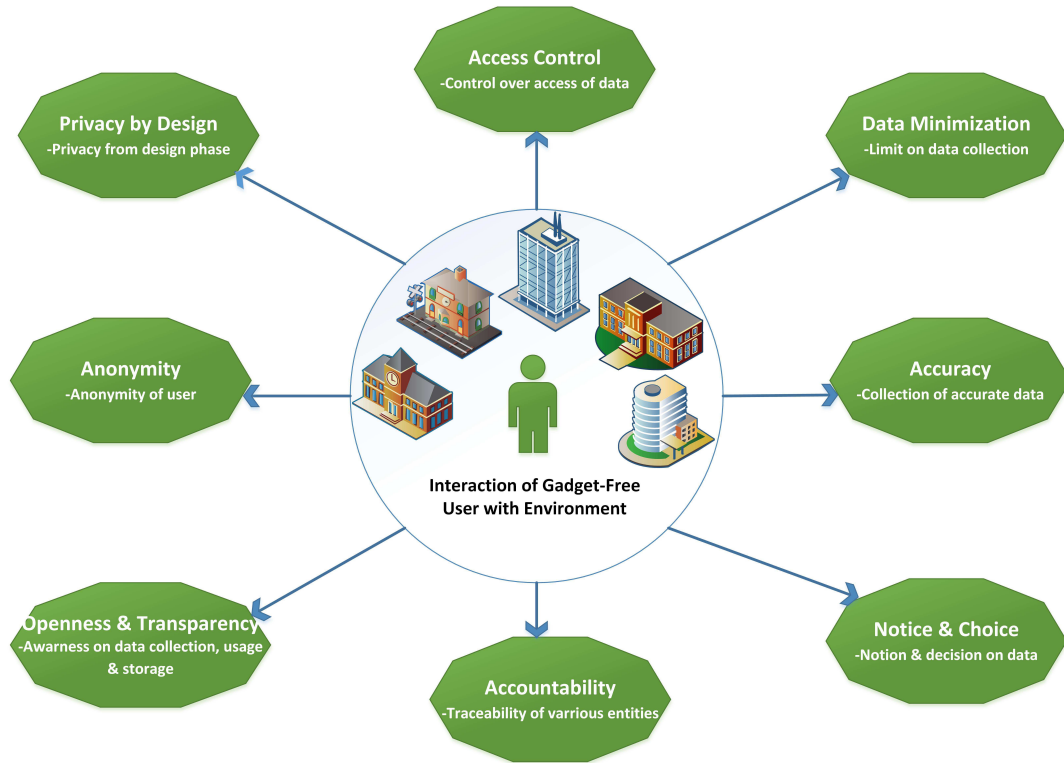 Access Control
-Control over access of data
Privacy by Design
-Privacy from design phase
Data Minimization
-Limit on data collection
Anonymity
-Anonymity of user
Accuracy
-Collection of accurate data
Interaction of Gadget-Free
User with Environment
Openness & Transparency
-Awarness on data collection, usage
& storage
Notice & Choice
-Notion & decision on data
Accountability
-Traceability of varrious entities